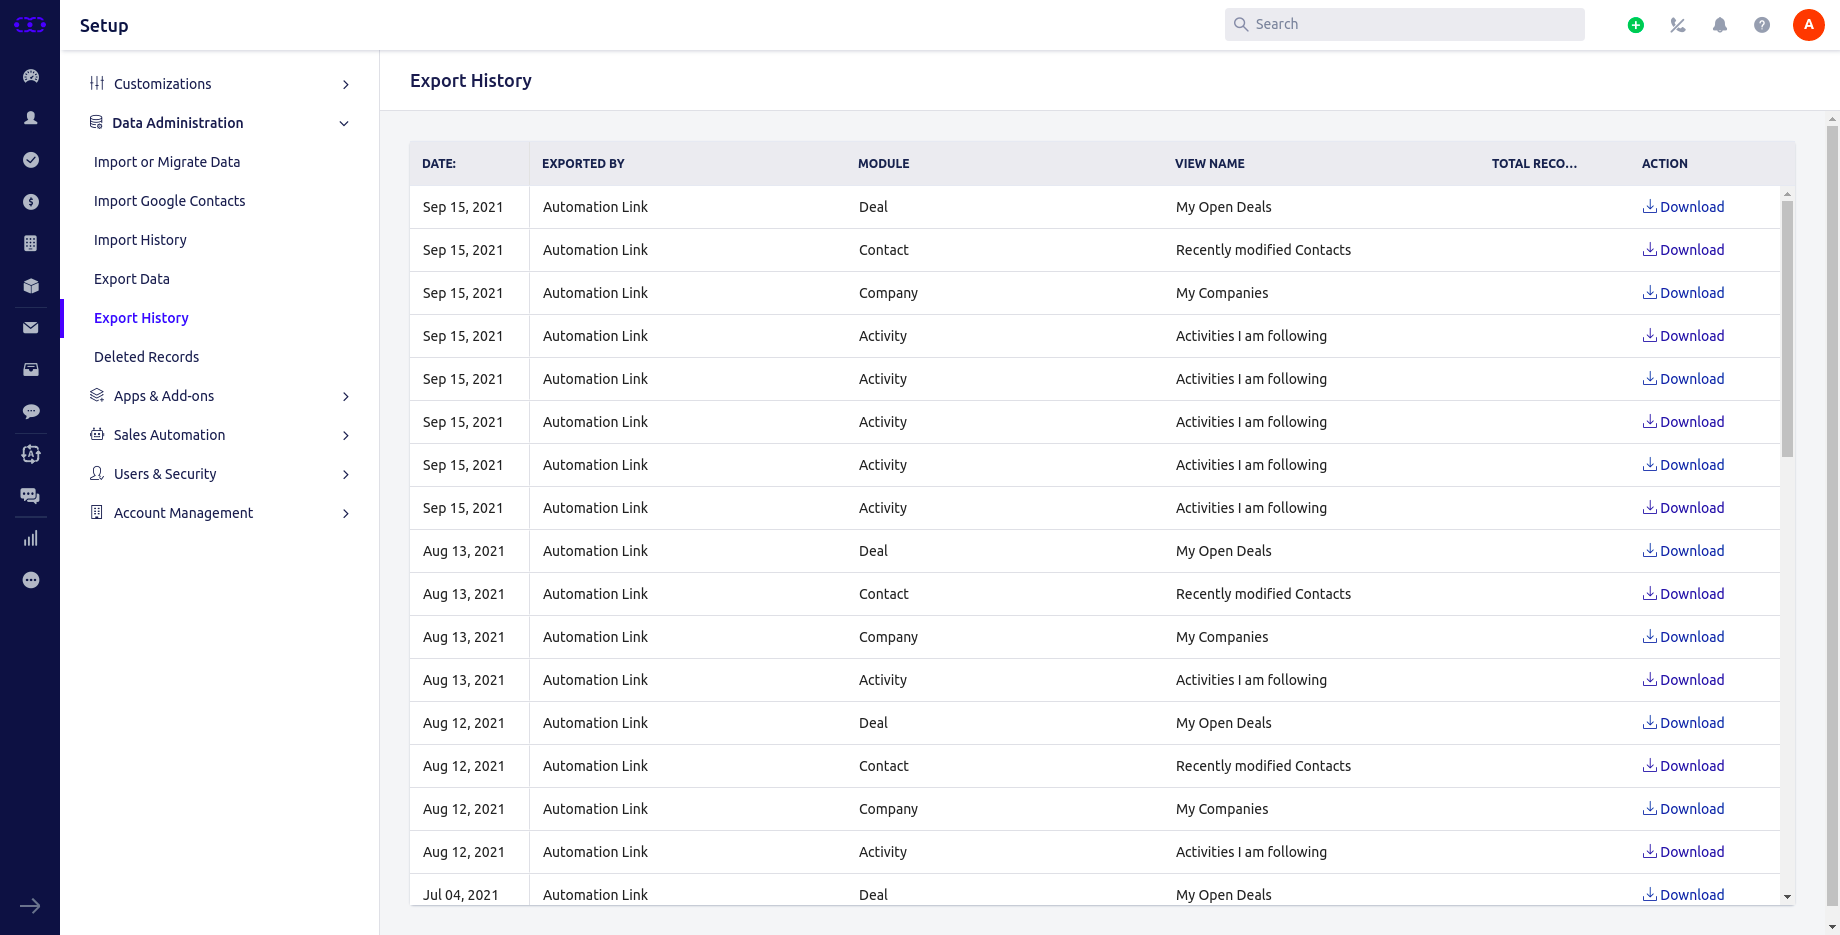 Setup
Search
A
Customizations
Data Administration
Import or Migrate Data
Import Google Contacts
Import History
Export Data
Export History
Deleted Records
Apps & Add-ons
Sales Automation
Users & Security
Account Management
Export History
DATE: EXPORTED BY MODULE VIEW NAME TOTAL RECO... ACTION
Sep 15, 2021 Automation Link Deal My Open Deals Download
Sep 15, 2021 Automation Link Contact Recently modified Contacts Download
Sep 15, 2021 Automation Link Company My Companies Download
Sep 15, 2021 Automation Link Activity Activities I am following Download
Sep 15, 2021 Automation Link Activity Activities I am following Download
Sep 15, 2021 Automation Link Activity Activities I am following Download
Sep 15, 2021 Automation Link Activity Activities I am following Download
Sep 15, 2021 Automation Link Activity Activities I am following Download
Aug 13, 2021 Automation Link Deal My Open Deals Download
Aug 13, 2021 Automation Link Contact Recently modified Contacts Download
Aug 13, 2021 Automation Link Company My Companies Download
Aug 13, 2021 Automation Link Activity Activities I am following Download
Aug 12, 2021 Automation Link Deal My Open Deals Download
Aug 12, 2021 Automation Link Contact Recently modified Contacts Download
Aug 12, 2021 Automation Link Company My Companies Download
Aug 12, 2021 Automation Link Activity Activities I am following Download
Jul 04, 2021 Automation Link Deal My Open Deals Download